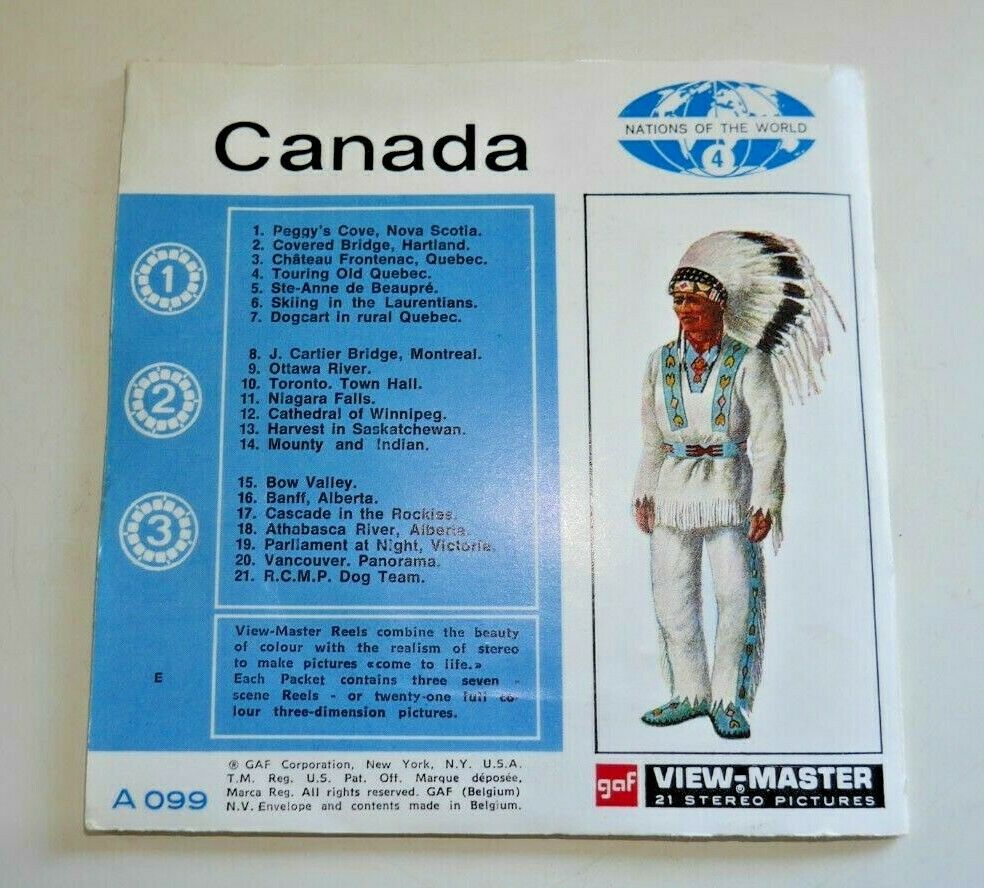 Canada
NATIONS OF THE WORLD
4
1
1. Peggy's Cove, Nova Scotia.
2. Covered Bridge, Hartland.
3. Château Frontenac, Quebec.
4. Touring Old Quebec.
5. Ste-Anne de Beaupré.
6. Skiing in the Laurentians.
7. Dogcart in rural Quebec.
2
8. J. Cartier Bridge, Montreal.
9. Ottawa River.
10. Toronto. Town Hall.
11. Niagara Falls.
12. Cathedral of Winnipeg.
13. Harvest in Saskatchewan.
14. Mounty and Indian.
3
15. Bow Valley.
16. Banff, Alberta.
17. Cascade in the Rockies.
18. Athabasca River, Alberta.
19. Parliament at Night, Victoria.
20. Vancouver. Panorama.
21. R.C.M.P. Dog Team.
E
View-Master Reels combine the beauty
of colour with the realism of stereo
to make pictures «come to life.»
Each Packet contains three seven -
scene Reels - or twenty-one full co-
lour three-dimension pictures.
A 099
® GAF Corporation, New York, N.Y. U.S.A.
T.M. Reg. U.S. Pat. Off. Marque déposée,
Marca Reg. All rights reserved. GAF (Belgium)
N.V. Envelope and contents made in Belgium.
gaf
VIEW-MASTER
®
21 STEREO PICTURES